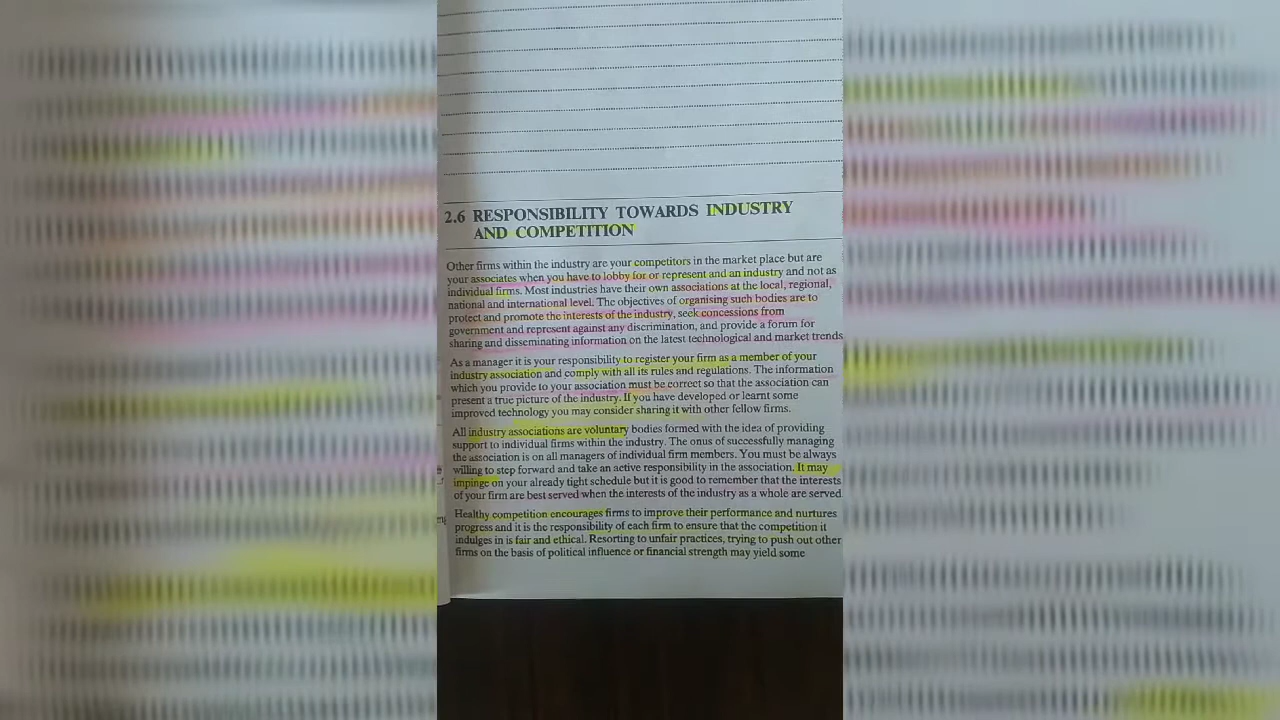 2.6 RESPONSIBILITY TOWARDS INDUSTRY
AND COMPETITION
Other firms within the industry are your competitors in the market place but are
your associates when you have to lobby for or represent and an industry and not as
individual firms. Most industries have their own associations at the local, regional,
national and international level. The objectives of organising such bodies are to
protect and promote the interests of the industry, seek concessions from
government and represent against any discrimination, and provide a forum for
sharing and disseminating information on the latest technological and market trends
As a manager it is your responsibility to register your firm as a member of your
industry association and comply with all its rules and regulations. The information
which you provide to your association must be correct so that the association can
present a true picture of the industry. If you have developed or learnt some
improved technology you may consider sharing it with other fellow firms.
All industry associations are voluntary bodies formed with the idea of providing
support to individual firms within the industry. The onus of successfully managing
the association is on all managers of individual firm members. You must be always
willing to step forward and take an active responsibility in the association. It may
impinge on your already tight schedule but it is good to remember that the interests
of your firm are best served when the interests of the industry as a whole are served
Healthy competition encourages firms to improve their performance and nurtures
progress and it is the responsibility of each firm to ensure that the competition it
indulges in is fair and ethical. Resorting to unfair practices, trying to push out other
firms on the basis of political influence or financial strength may yield some